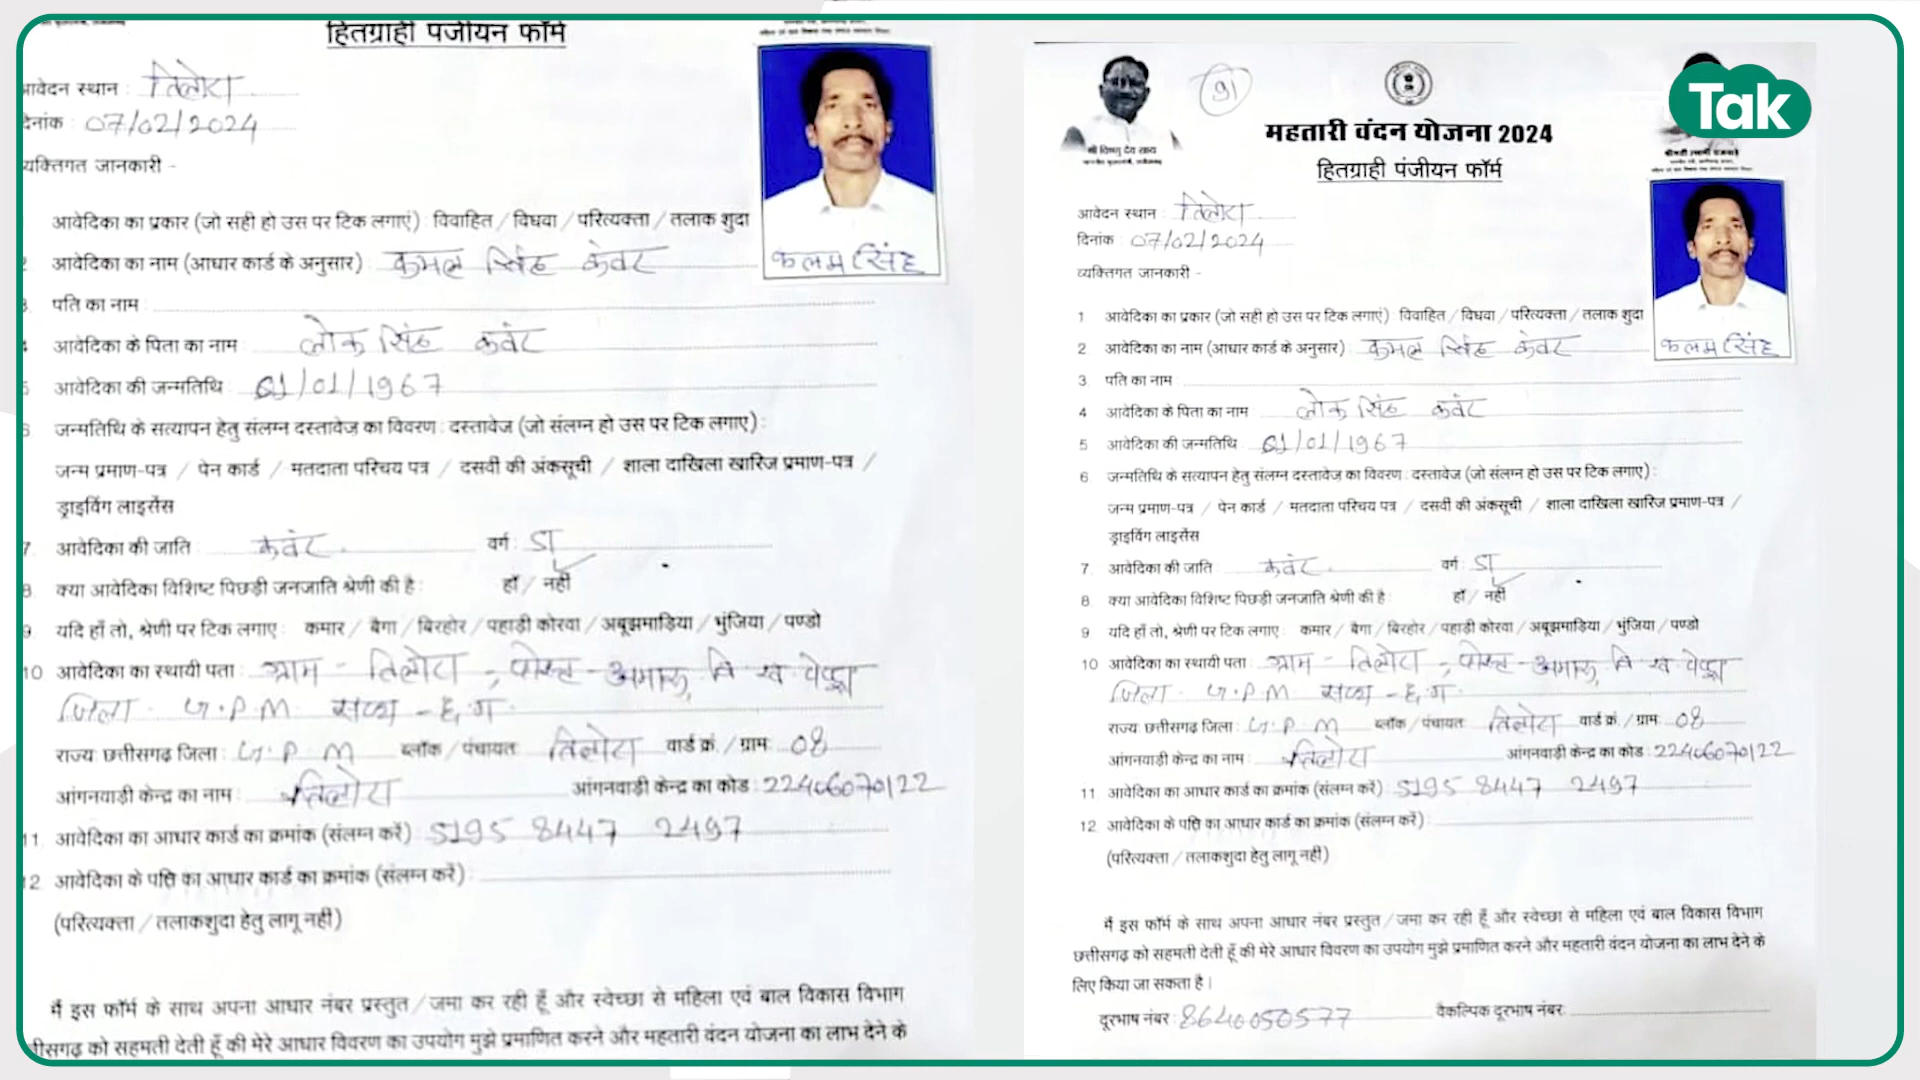 हितग्राही पंजीयन फॉर्म
आवेदन स्थान : तिलोरा
दिनांक : 07/02/2024
व्यक्तिगत जानकारी -
आवेदिका का प्रकार (जो सही हो उस पर टिक लगाएं) : विवाहित / विधवा / परित्यक्ता / तलाक शुदा
आवेदिका का नाम (आधार कार्ड के अनुसार) : कमल सिंह केवट
कलम सिंह
पति का नाम :
आवेदिका के पिता का नाम लोक सिंह कवंट
आवेदिका की जन्मतिथि : 01/01/1967
जन्मतिथि के सत्यापन हेतु संलग्न दस्तावेज का विवरण : दस्तावेज (जो संलग्न हो उस पर टिक लगाए) :
जन्म प्रमाण-पत्र / पेन कार्ड / मतदाता परिचय पत्र / दसवीं की अंकसूची / शाला दाखिला खारिज प्रमाण-पत्र /
ड्राइविंग लाइसेंस
7. आवेदिका की जाति : कवंट वर्ग :
8. क्या आवेदिका विशिष्ट पिछड़ी जनजाति श्रेणी की है : हाँ / नहीं
9 यदि हाँ तो, श्रेणी पर टिक लगाए : कमार / बैगा / बिरहोर / पहाड़ी कोरवा / अबूझमाड़िया / भुंजिया / पण्डो
10 आवेदिका का स्थायी पता : ग्राम - तिलोरा, पोस्ट -
जिला G.P.M
राज्य छत्तीसगढ़ जिला : G.P.M ब्लॉक / पंचायत तिलोरा वार्ड क्रं. / ग्राम 08
आंगनवाड़ी केन्द्र का नाम : तिलोरा आंगनवाड़ी केन्द्र का कोड : 22406070122
11. आवेदिका का आधार कार्ड का क्रमांक (संलग्न करें) 5195 8447 2497
12. आवेदिका के पति का आधार कार्ड का क्रमांक (संलग्न करें) :
(परित्यक्ता / तलाकशुदा हेतु लागू नहीं)
मैं इस फॉर्म के साथ अपना आधार नंबर प्रस्तुत / जमा कर रही हूँ और स्वेच्छा से महिला एवं बाल विकास विभाग
तीसगढ़ को सहमती देती हूँ की मेरे आधार विवरण का उपयोग मुझे प्रमाणित करने और महतारी वंदन योजना का लाभ देने के
Tak
91
श्री विष्णु देव साय
महतारी वंदन योजना 2024
हितग्राही पंजीयन फॉर्म
आवेदन स्थान : तिलोरा
दिनांक : 07/02/2024
व्यक्तिगत जानकारी -
1 आवेदिका का प्रकार (जो सही हो उस पर टिक लगाएं) : विवाहित / विधवा / परित्यक्ता / तलाक शुदा
2 आवेदिका का नाम (आधार कार्ड के अनुसार) : कमल सिंह केवट
कलम सिंह
3. पति का नाम :
4 आवेदिका के पिता का नाम लोक सिंह कवंट
5 आवेदिका की जन्मतिथि : 01/01/1967
6. जन्मतिथि के सत्यापन हेतु संलग्न दस्तावेज का विवरण : दस्तावेज (जो संलग्न हो उस पर टिक लगाए) :
जन्म प्रमाण-पत्र / पेन कार्ड / मतदाता परिचय पत्र / दसवीं की अंकसूची / शाला दाखिला खारिज प्रमाण-पत्र /
ड्राइविंग लाइसेंस
7. आवेदिका की जाति : कवंट वर्ग :
8. क्या आवेदिका विशिष्ट पिछड़ी जनजाति श्रेणी की है : हाँ / नहीं
9 यदि हाँ तो, श्रेणी पर टिक लगाए : कमार / बैगा / बिरहोर / पहाड़ी कोरवा / अबूझमाड़िया / भुंजिया / पण्डो
10 आवेदिका का स्थायी पता : ग्राम - तिलोरा, पोस्ट -
जिला G.P.M
राज्य छत्तीसगढ़ जिला : G.P.M ब्लॉक / पंचायत तिलोरा वार्ड क्रं. / ग्राम 08
आंगनवाड़ी केन्द्र का नाम : तिलोरा आंगनवाड़ी केन्द्र का कोड : 22406070122
11. आवेदिका का आधार कार्ड का क्रमांक (संलग्न करें) 5195 8447 2497
12. आवेदिका के पति का आधार कार्ड का क्रमांक (संलग्न करें) :
(परित्यक्ता / तलाकशुदा हेतु लागू नहीं)
मैं इस फॉर्म के साथ अपना आधार नंबर प्रस्तुत / जमा कर रही हूँ और स्वेच्छा से महिला एवं बाल विकास विभाग
छत्तीसगढ़ को सहमती देती हूँ की मेरे आधार विवरण का उपयोग मुझे प्रमाणित करने और महतारी वंदन योजना का लाभ देने के
लिए किया जा सकता है।
दूरभाष नंबर : 8640050577 वैकल्पिक दूरभाष नंबर